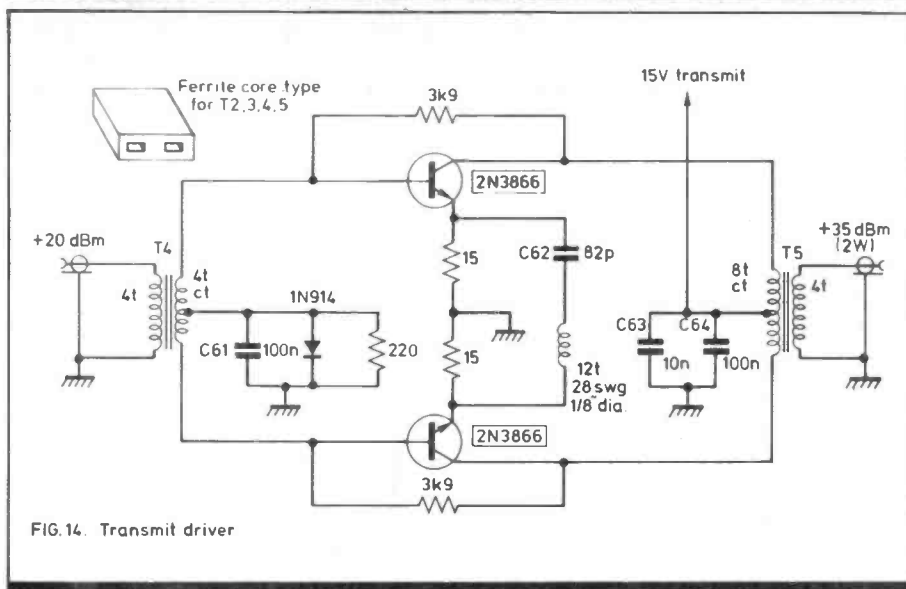 Ferrite core type
for T2,3,4,5
15V transmit
3k9
2N3866
+20 dBm
T4
4t
4t
ct
C61
100n
1N914
220
15
15
C62
82p
12t
28 swg
1/8" dia.
C63
10n
C64
100n
8t
ct
T5
4t
+35 dBm
(2W)
2N3866
3k9
FIG.14. Transmit driver